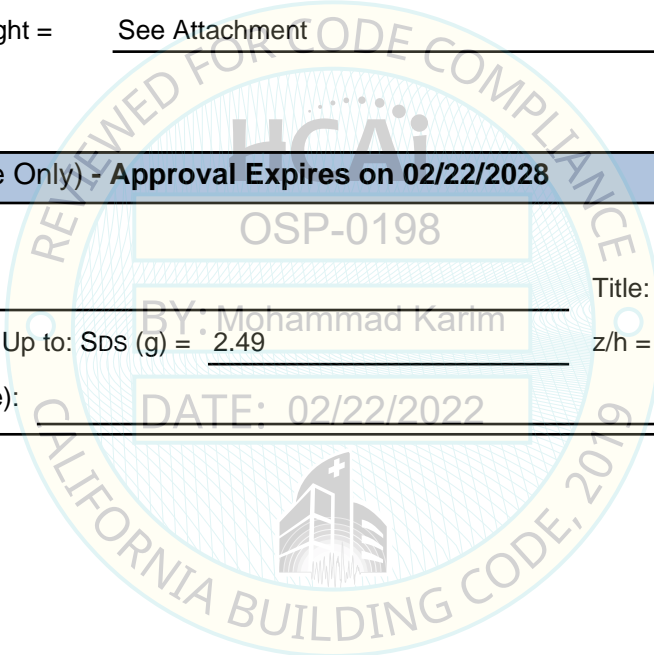 ght = See Attachment
REVIEWED FOR CODE COMPLIANCE
HCAi
e Only) - Approval Expires on 02/22/2028
OSP-0198
Title:
BY: Mohammad Karim
Up to: SDS (g) = 2.49 z/h =
e):
DATE: 02/22/2022
CALIFORNIA BUILDING CODE, 2019